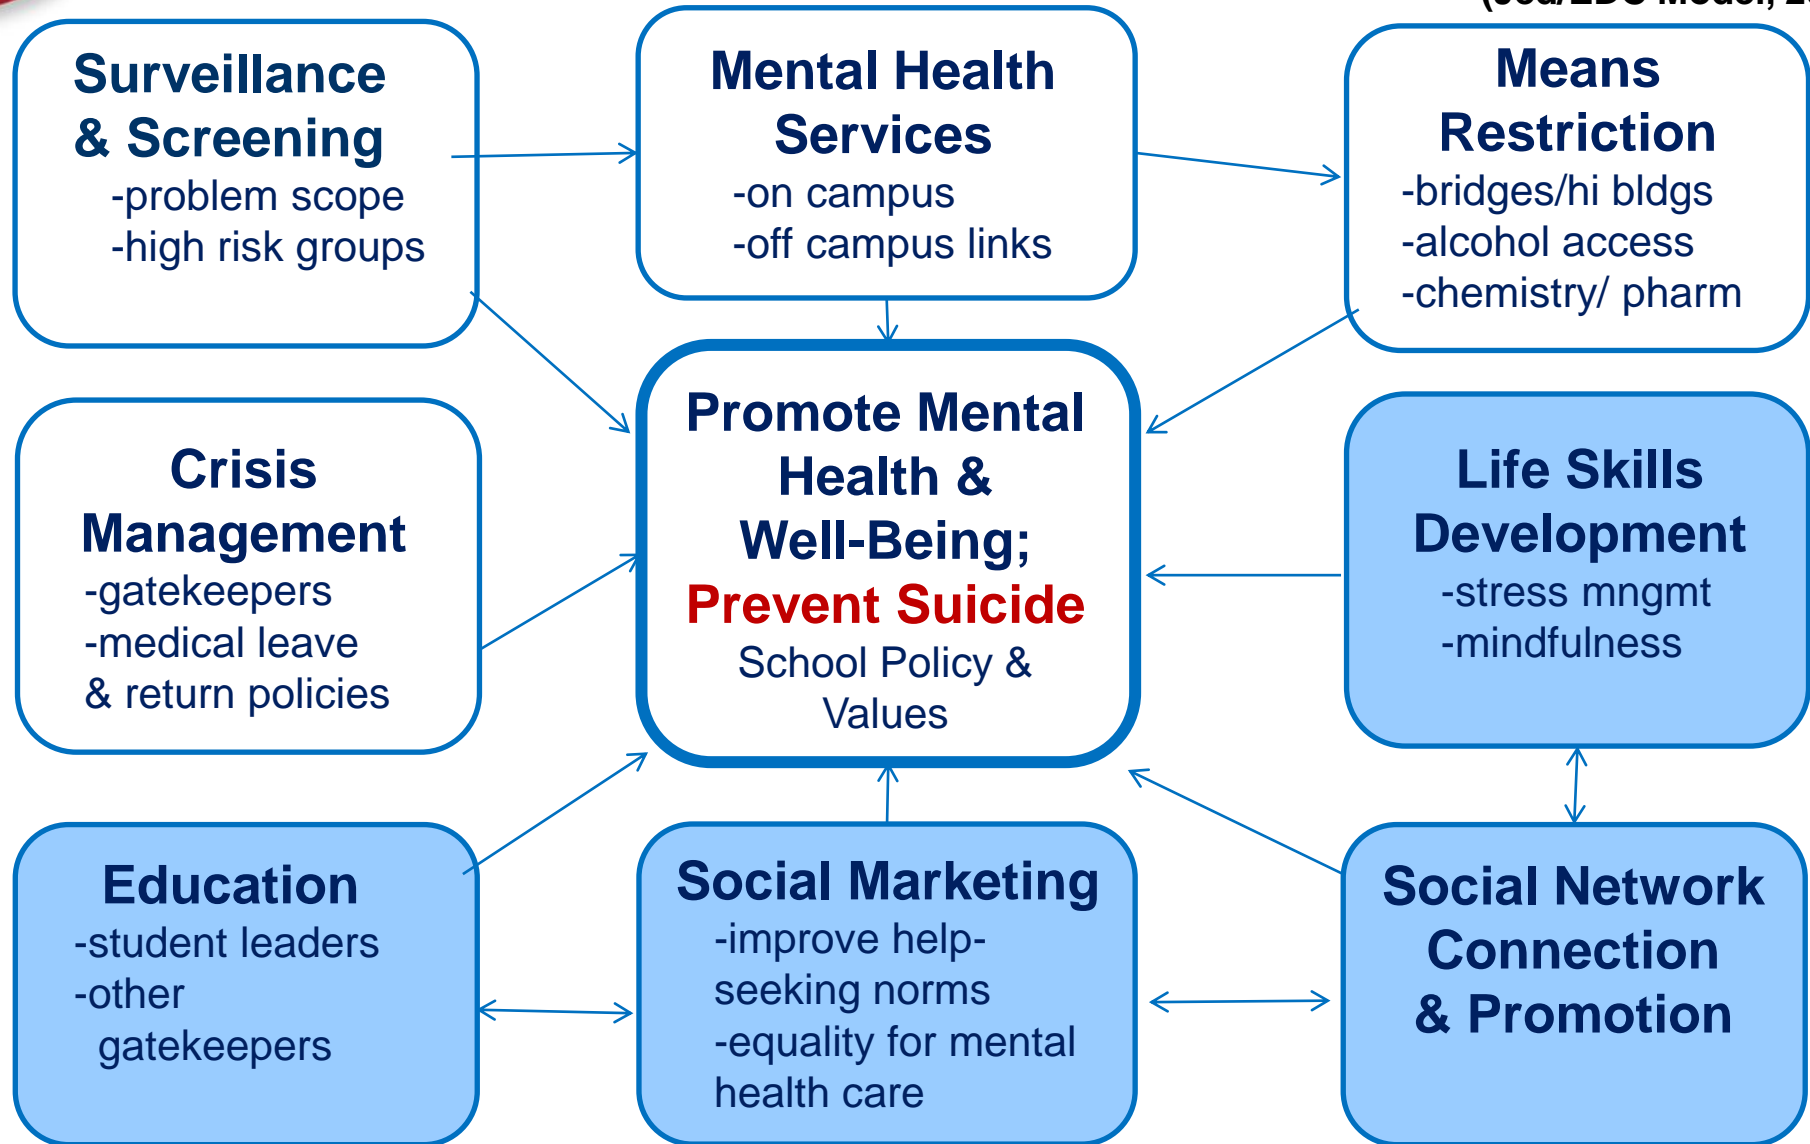 Surveillance
& Screening
-problem scope
-high risk groups
Mental Health
Services
-on campus
-off campus links
Means
Restriction
-bridges/hi bldgs
-alcohol access
-chemistry/ pharm
Crisis
Management
-gatekeepers
-medical leave
& return policies
Promote Mental
Health &
Well-Being;
Prevent Suicide
School Policy &
Values
Life Skills
Development
-stress mngmt
-mindfulness
Education
-student leaders
-other
gatekeepers
Social Marketing
-improve help-
seeking norms
-equality for mental
health care
Social Network
Connection
& Promotion